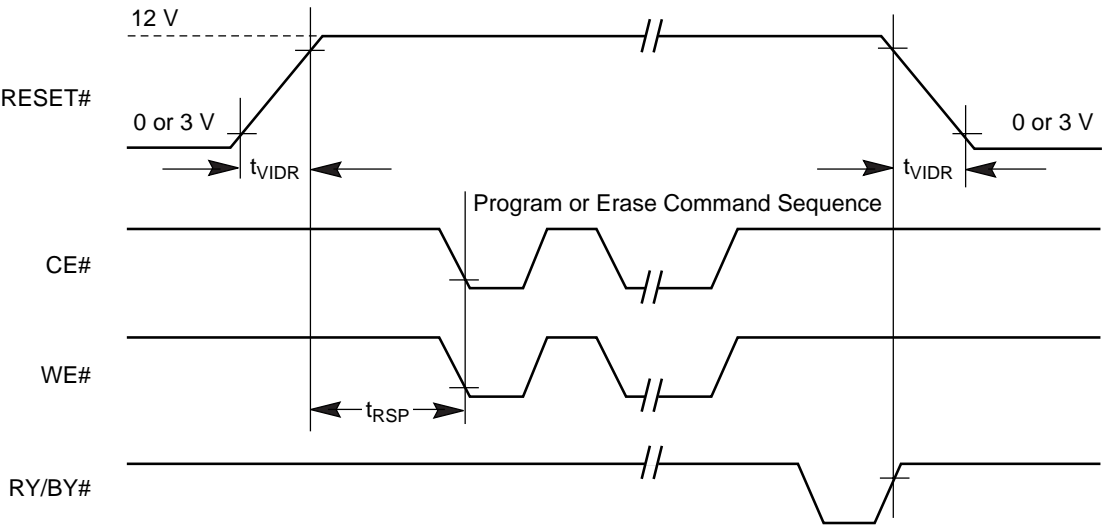 12 V
RESET#
0 or 3 V
0 or 3 V
tVIDR
tVIDR
Program or Erase Command Sequence
CE#
WE#
tRSP
RY/BY#